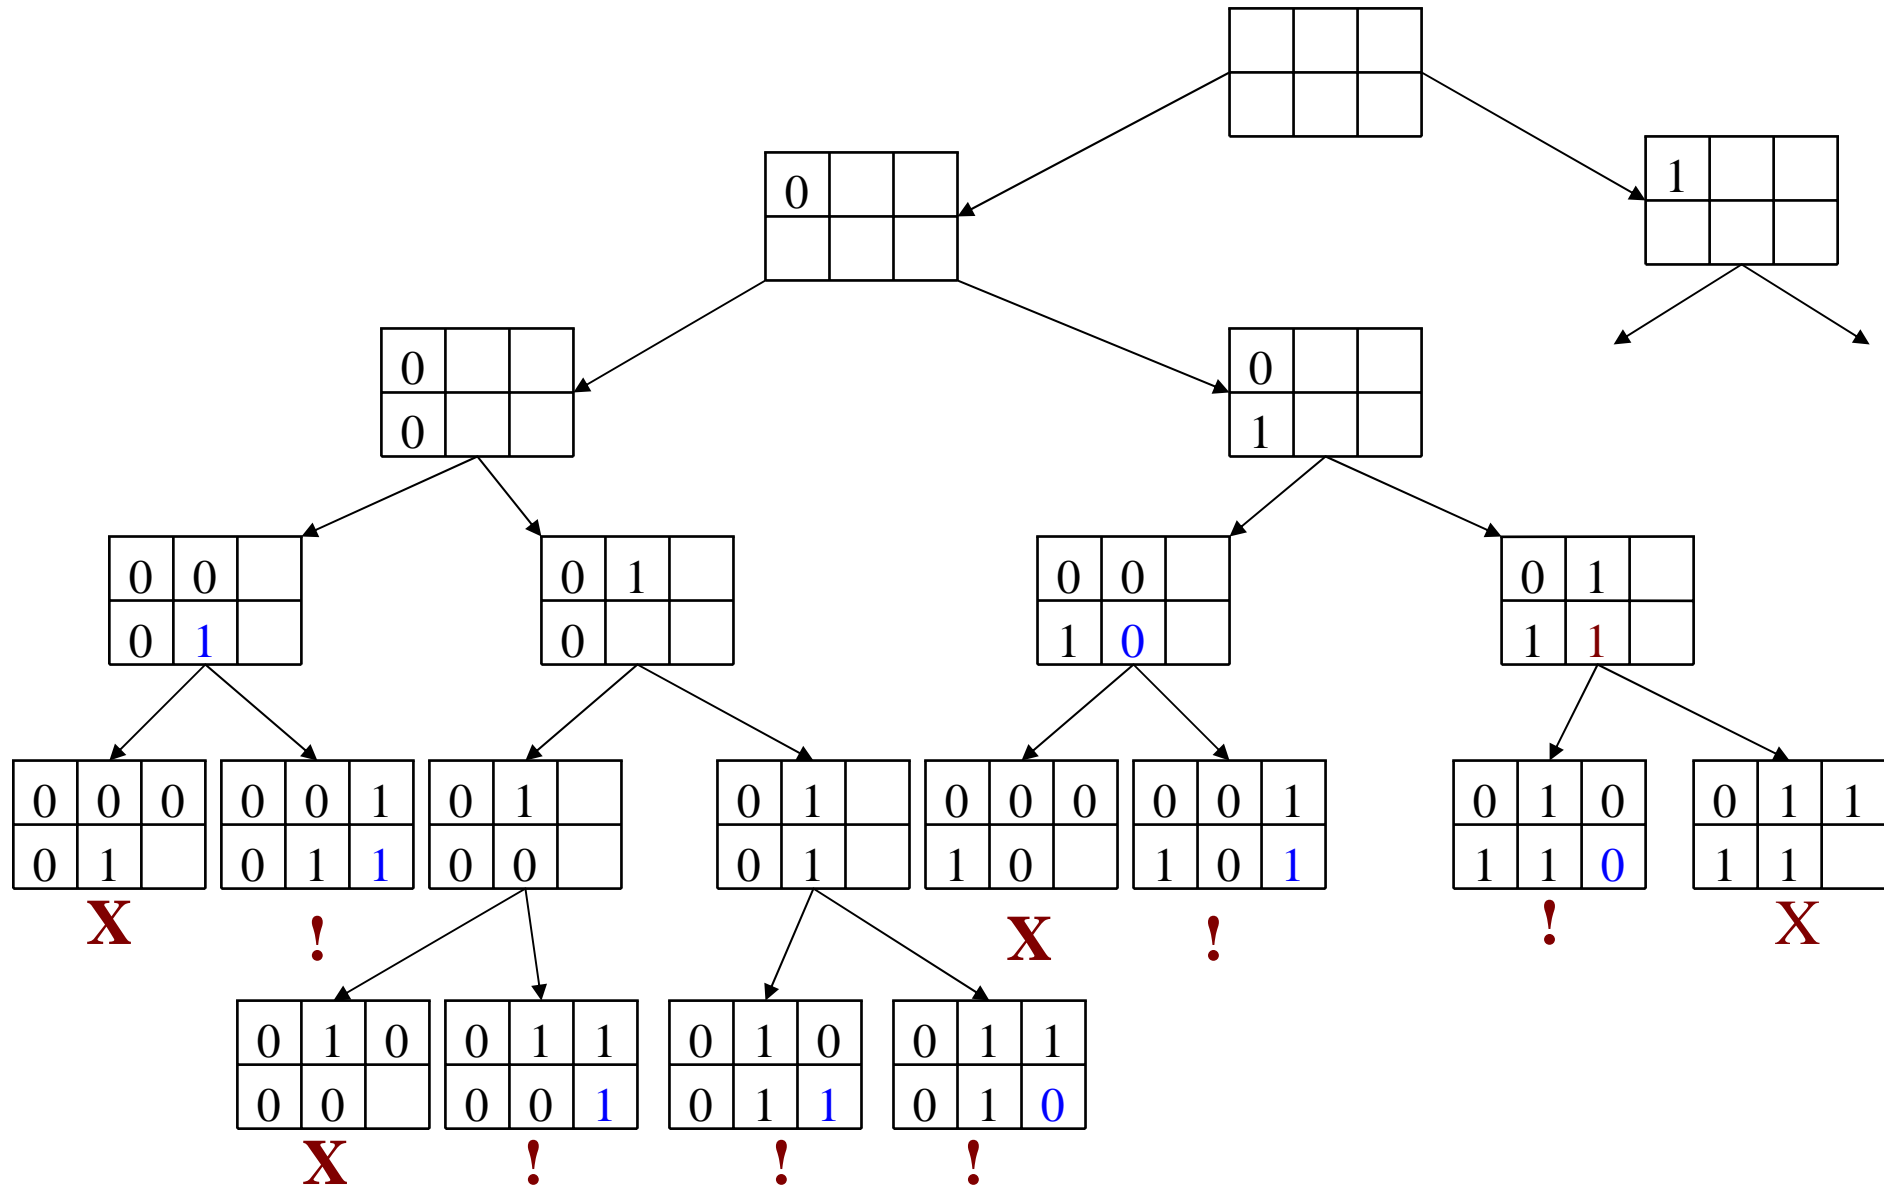 1
0
0 0
0 1
0 0 0 1 0 0 0 1
0 1 0 1 0 1 1
0 0 0 0 0 1 0 1 0 1 0 0 0 0 0 1 0 1 0 0 1 1
0 1 0 1 1 0 0 0 1 1 0 1 0 1 1 1 0 1 1
X ! X ! ! X
0 1 0 0 1 1 0 1 0 0 1 1
0 0 0 0 1 0 1 1 0 1 0
X ! ! !